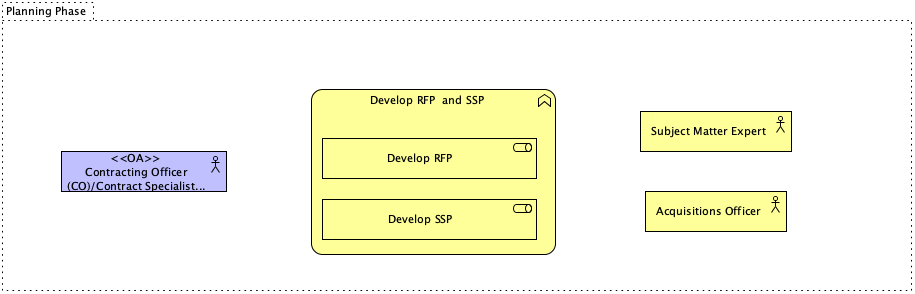 Planning Phase
Develop RFP and SSP
Develop RFP
Develop SSP
<<OA>>
Contracting Officer
(CO)/Contract Specialist...
Subject Matter Expert
Acquisitions Officer